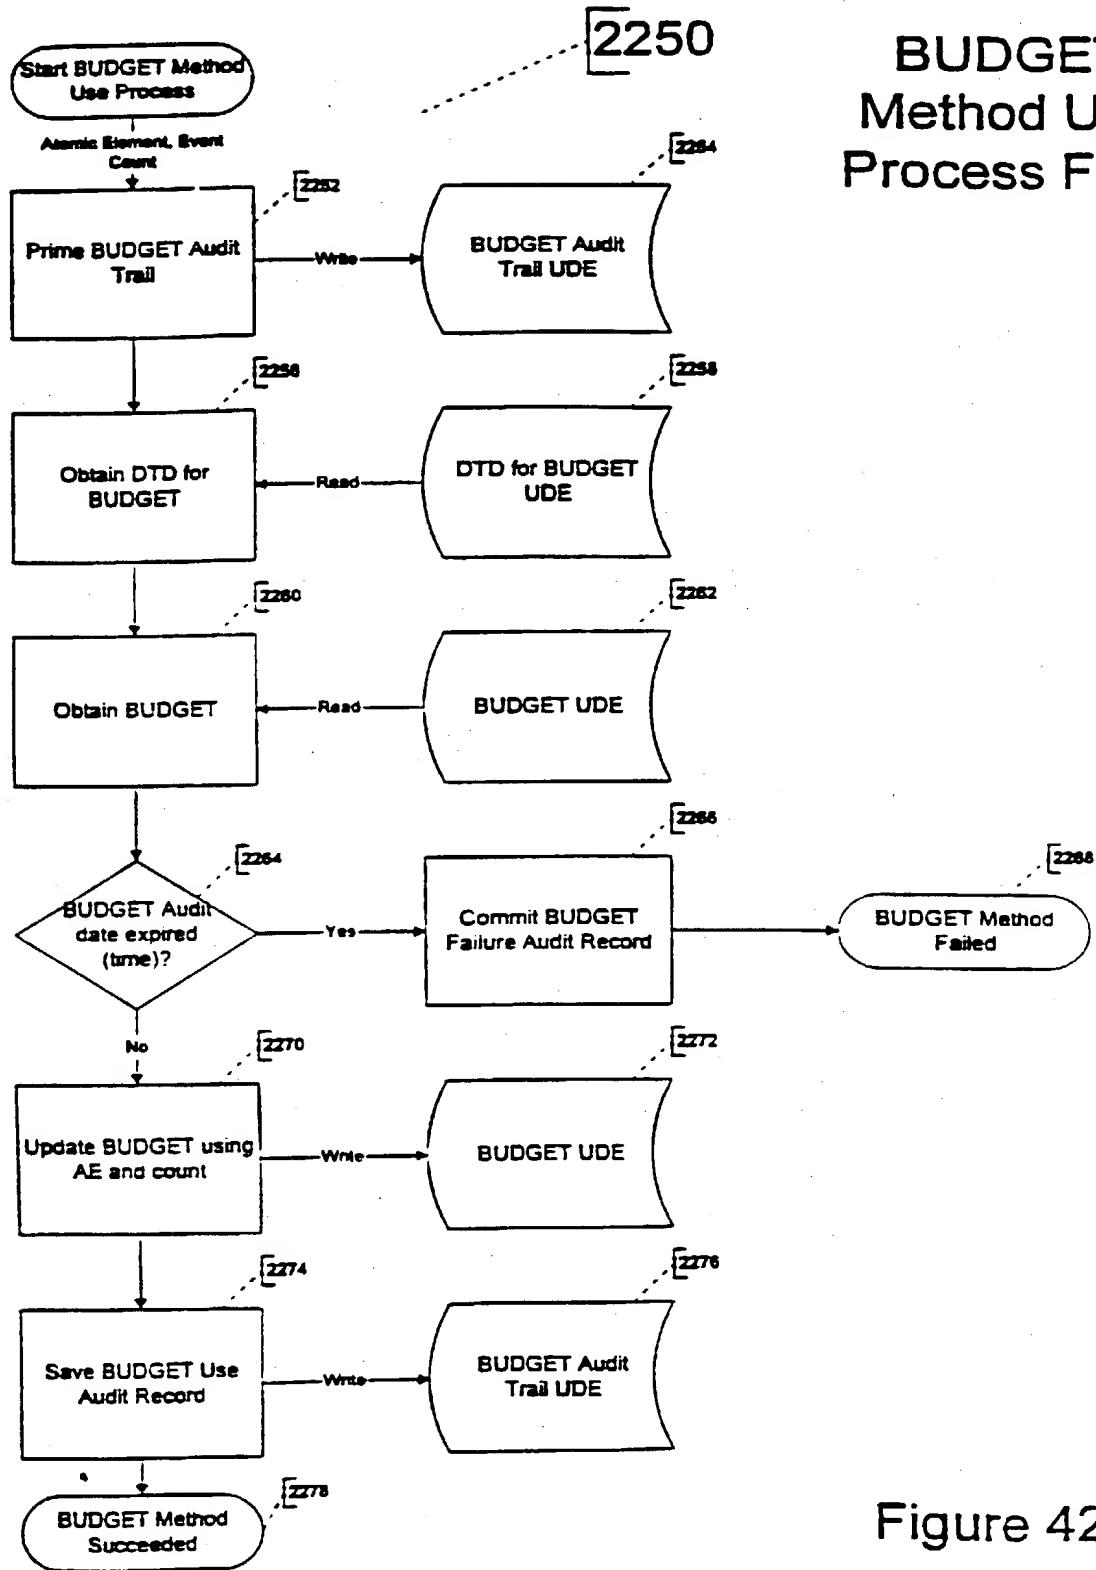 2250
BUDGET
Method U
Process F
Start BUDGET Method
Use Process
Atomic Element, Event
Count
2252
Prime BUDGET Audit
Trail
Write
2254
BUDGET Audit
Trail UDE
2256
Obtain DTD for
BUDGET
Read
2258
DTD for BUDGET
UDE
2260
Obtain BUDGET
Read
2262
BUDGET UDE
2264
BUDGET Audit
date expired
(time)?
Yes
2266
Commit BUDGET
Failure Audit Record
2268
BUDGET Method
Failed
No
2270
Update BUDGET using
AE and count
Write
2272
BUDGET UDE
2274
Save BUDGET Use
Audit Record
Write
2276
BUDGET Audit
Trail UDE
2278
BUDGET Method
Succeeded
Figure 42